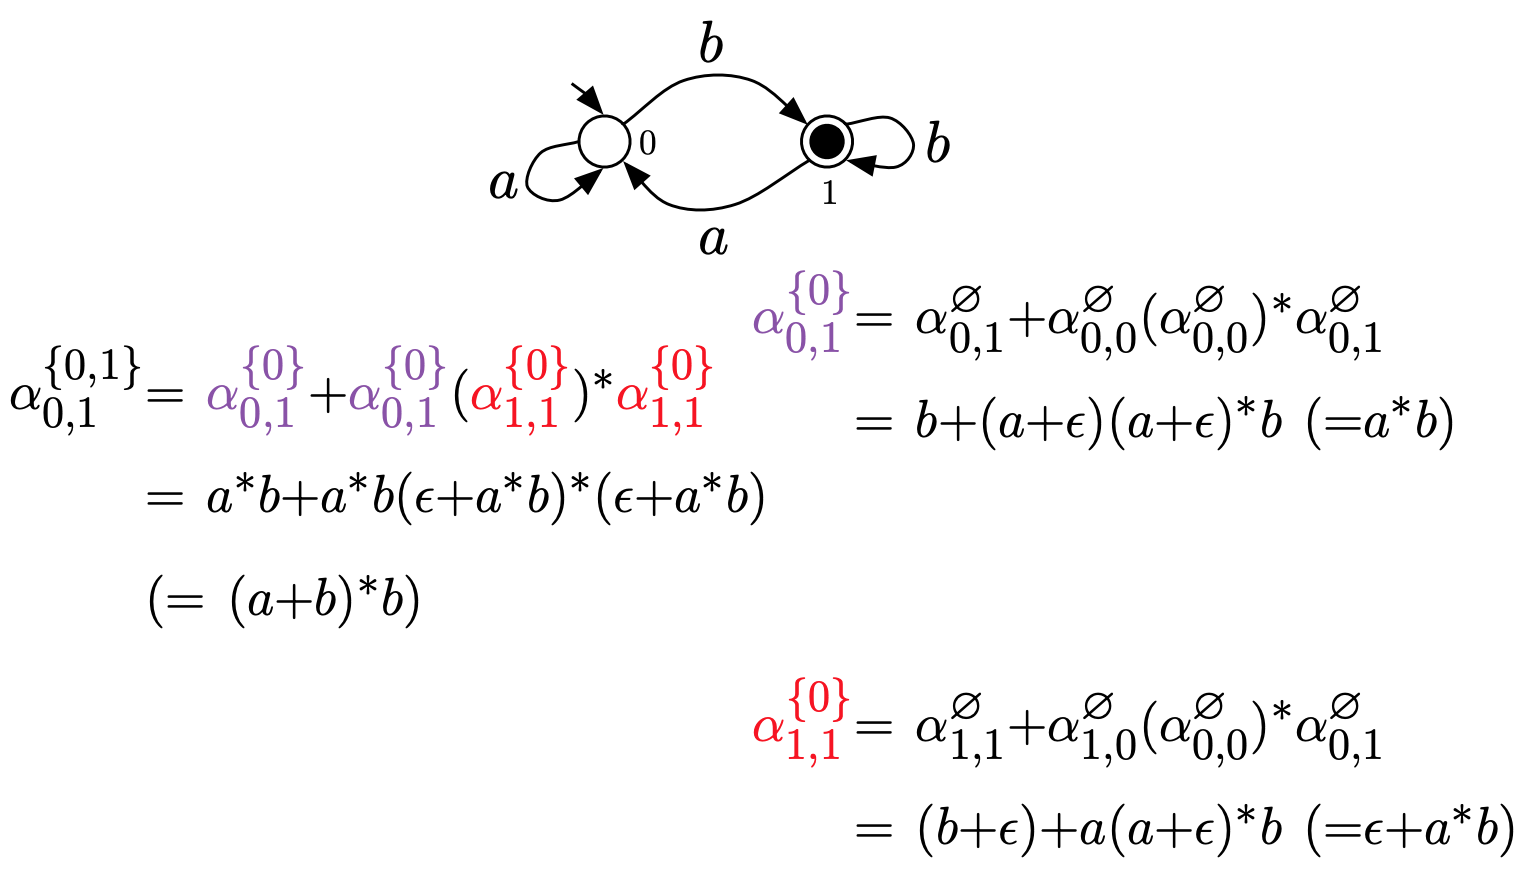 b
0
b
a
1
a
α_{0,1}^{\{0\}} = α_{0,1}^{∅}+α_{0,0}^{∅}(α_{0,0}^{∅})^*α_{0,1}^{∅}
= b+(a+ϵ)(a+ϵ)^*b (=a^*b)
α_{0,1}^{\{0,1\}} = α_{0,1}^{\{0\}}+α_{0,1}^{\{0\}}(α_{1,1}^{\{0\}})^*α_{1,1}^{\{0\}}
= a^*b+a^*b(ϵ+a^*b)^*(ϵ+a^*b)
(= (a+b)^*b)
α_{1,1}^{\{0\}} = α_{1,1}^{∅}+α_{1,0}^{∅}(α_{0,0}^{∅})^*α_{0,1}^{∅}
= (b+ϵ)+a(a+ϵ)^*b (=ϵ+a^*b)